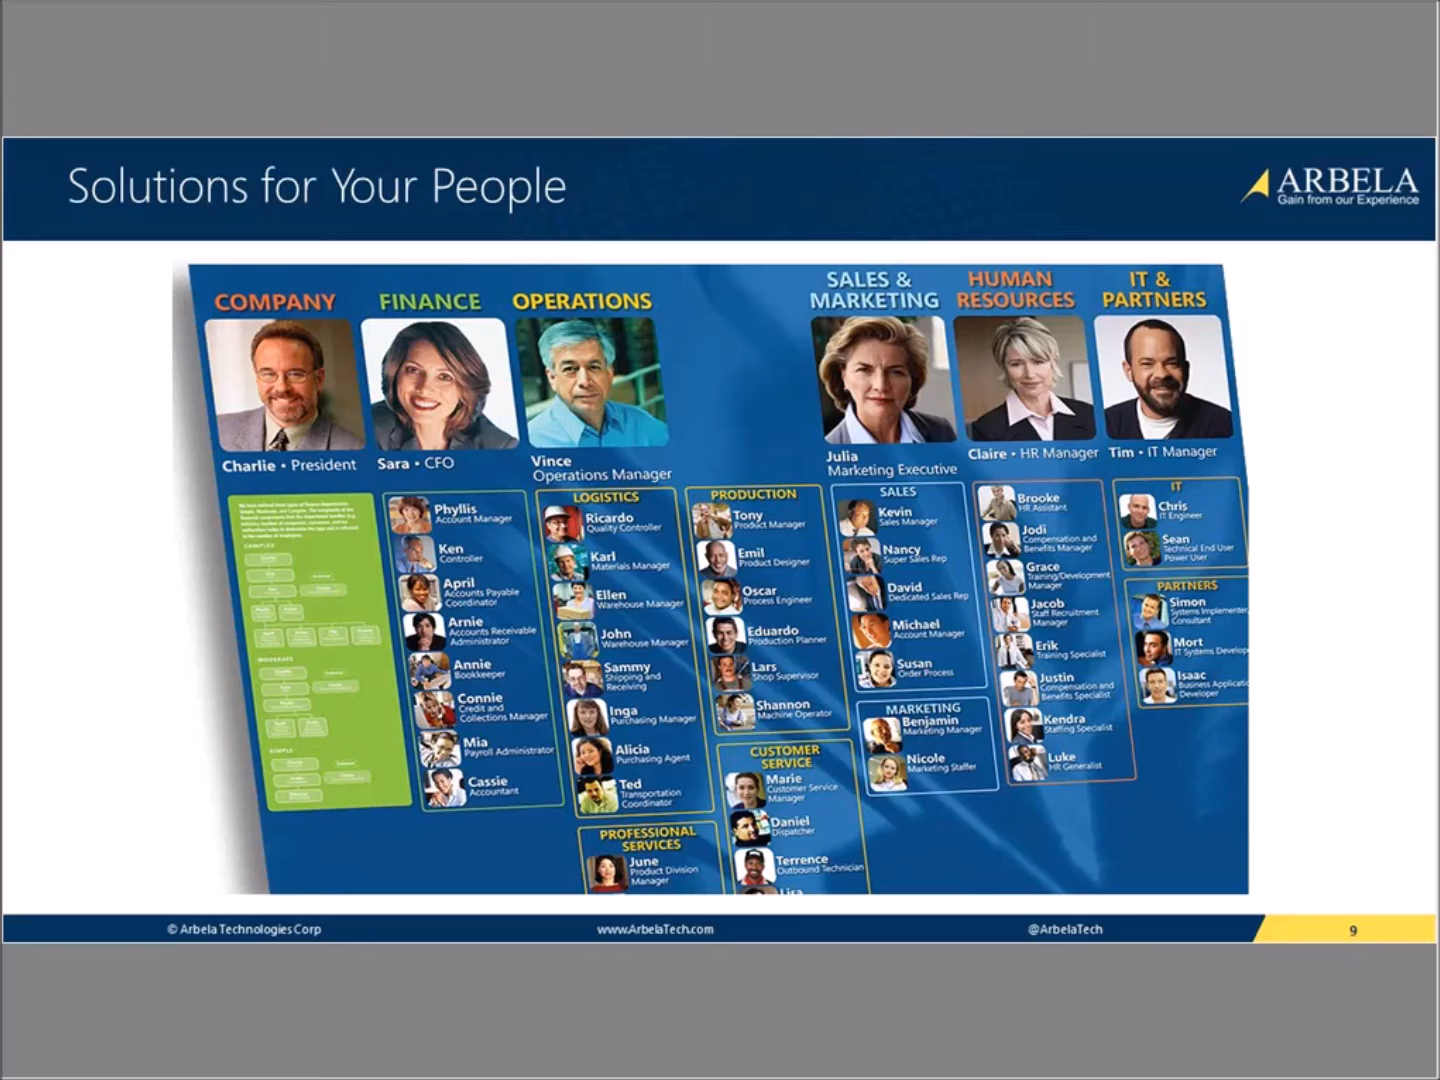 Solutions for Your People
ARBELA
Gain from our Experience
COMPANY
Charlie • President
COMPLEX
MODERATE
SIMPLE
FINANCE
Sara • CFO
Phyllis
Account Manager
Ken
Controller
April
Accounts Payable
Coordinator
Arnie
Accounts Receivable
Administrator
Annie
Bookkeeper
Connie
Credit and
Collections Manager
Mia
Payroll Administrator
Cassie
Accountant
OPERATIONS
Vince
Operations Manager
LOGISTICS
Ricardo
Quality Controller
Karl
Materials Manager
Ellen
Warehouse Manager
John
Warehouse Manager
Sammy
Shipping and
Receiving
Inga
Purchasing Manager
Alicia
Purchasing Agent
Ted
Transportation
Coordinator
PROFESSIONAL
SERVICES
June
Product Division
Manager
PRODUCTION
Tony
Product Manager
Emil
Product Designer
Oscar
Process Engineer
Eduardo
Production Planner
Lars
Shop Supervisor
Shannon
Machine Operator
CUSTOMER
SERVICE
Marie
Customer Service
Manager
Daniel
Dispatcher
Terrence
Outbound Technician
Lisa
SALES &
MARKETING
Julia
Marketing Executive
SALES
Kevin
Sales Manager
Nancy
Super Sales Rep
David
Dedicated Sales Rep
Michael
Account Manager
Susan
Order Process
MARKETING
Benjamin
Marketing Manager
Nicole
Marketing Staffer
HUMAN
RESOURCES
Claire • HR Manager
Brooke
HR Assistant
Jodi
Compensation and
Benefits Manager
Grace
Training/Development
Manager
Jacob
Staff Recruitment
Manager
Erik
Training Specialist
Justin
Compensation and
Benefits Specialist
Kendra
Staffing Specialist
Luke
HR Generalist
IT &
PARTNERS
Tim • IT Manager
IT
Chris
IT Engineer
Sean
Technical End User
Power User
PARTNERS
Simon
Systems Implementer,
Consultant
Mort
IT Systems Develop
Isaac
Business Applicatio
Developer
© Arbela Technologies Corp
www.ArbelaTech.com
@ArbelaTech
9